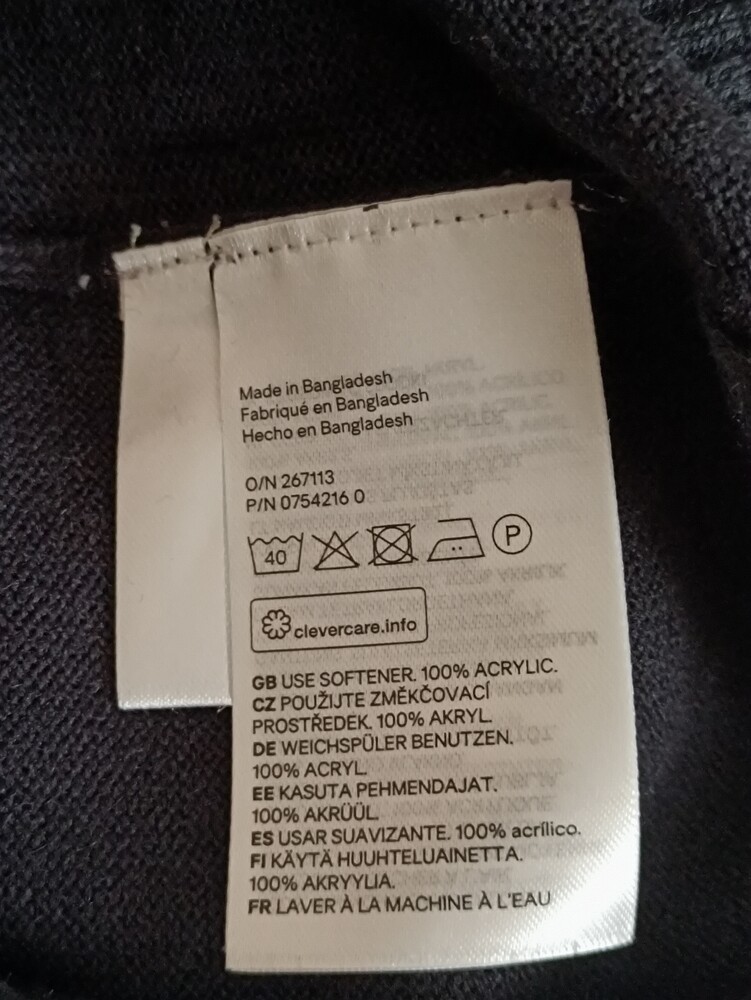 Made in Bangladesh
Fabriqué en Bangladesh
Hecho en Bangladesh
O/N 267113
P/N 0754216 0
40 P
clevercare.info
GB USE SOFTENER. 100% ACRYLIC.
CZ POUŽIJTE ZMĚKČOVACÍ
PROSTŘEDEK. 100% AKRYL.
DE WEICHSPÜLER BENUTZEN.
100% ACRYL.
EE KASUTA PEHMENDAJAT.
100% AKRÜÜL.
ES USAR SUAVIZANTE. 100% acrílico.
FI KÄYTÄ HUUHTELUAINETTA.
100% AKRYYLIA.
FR LAVER À LA MACHINE À L'EAU